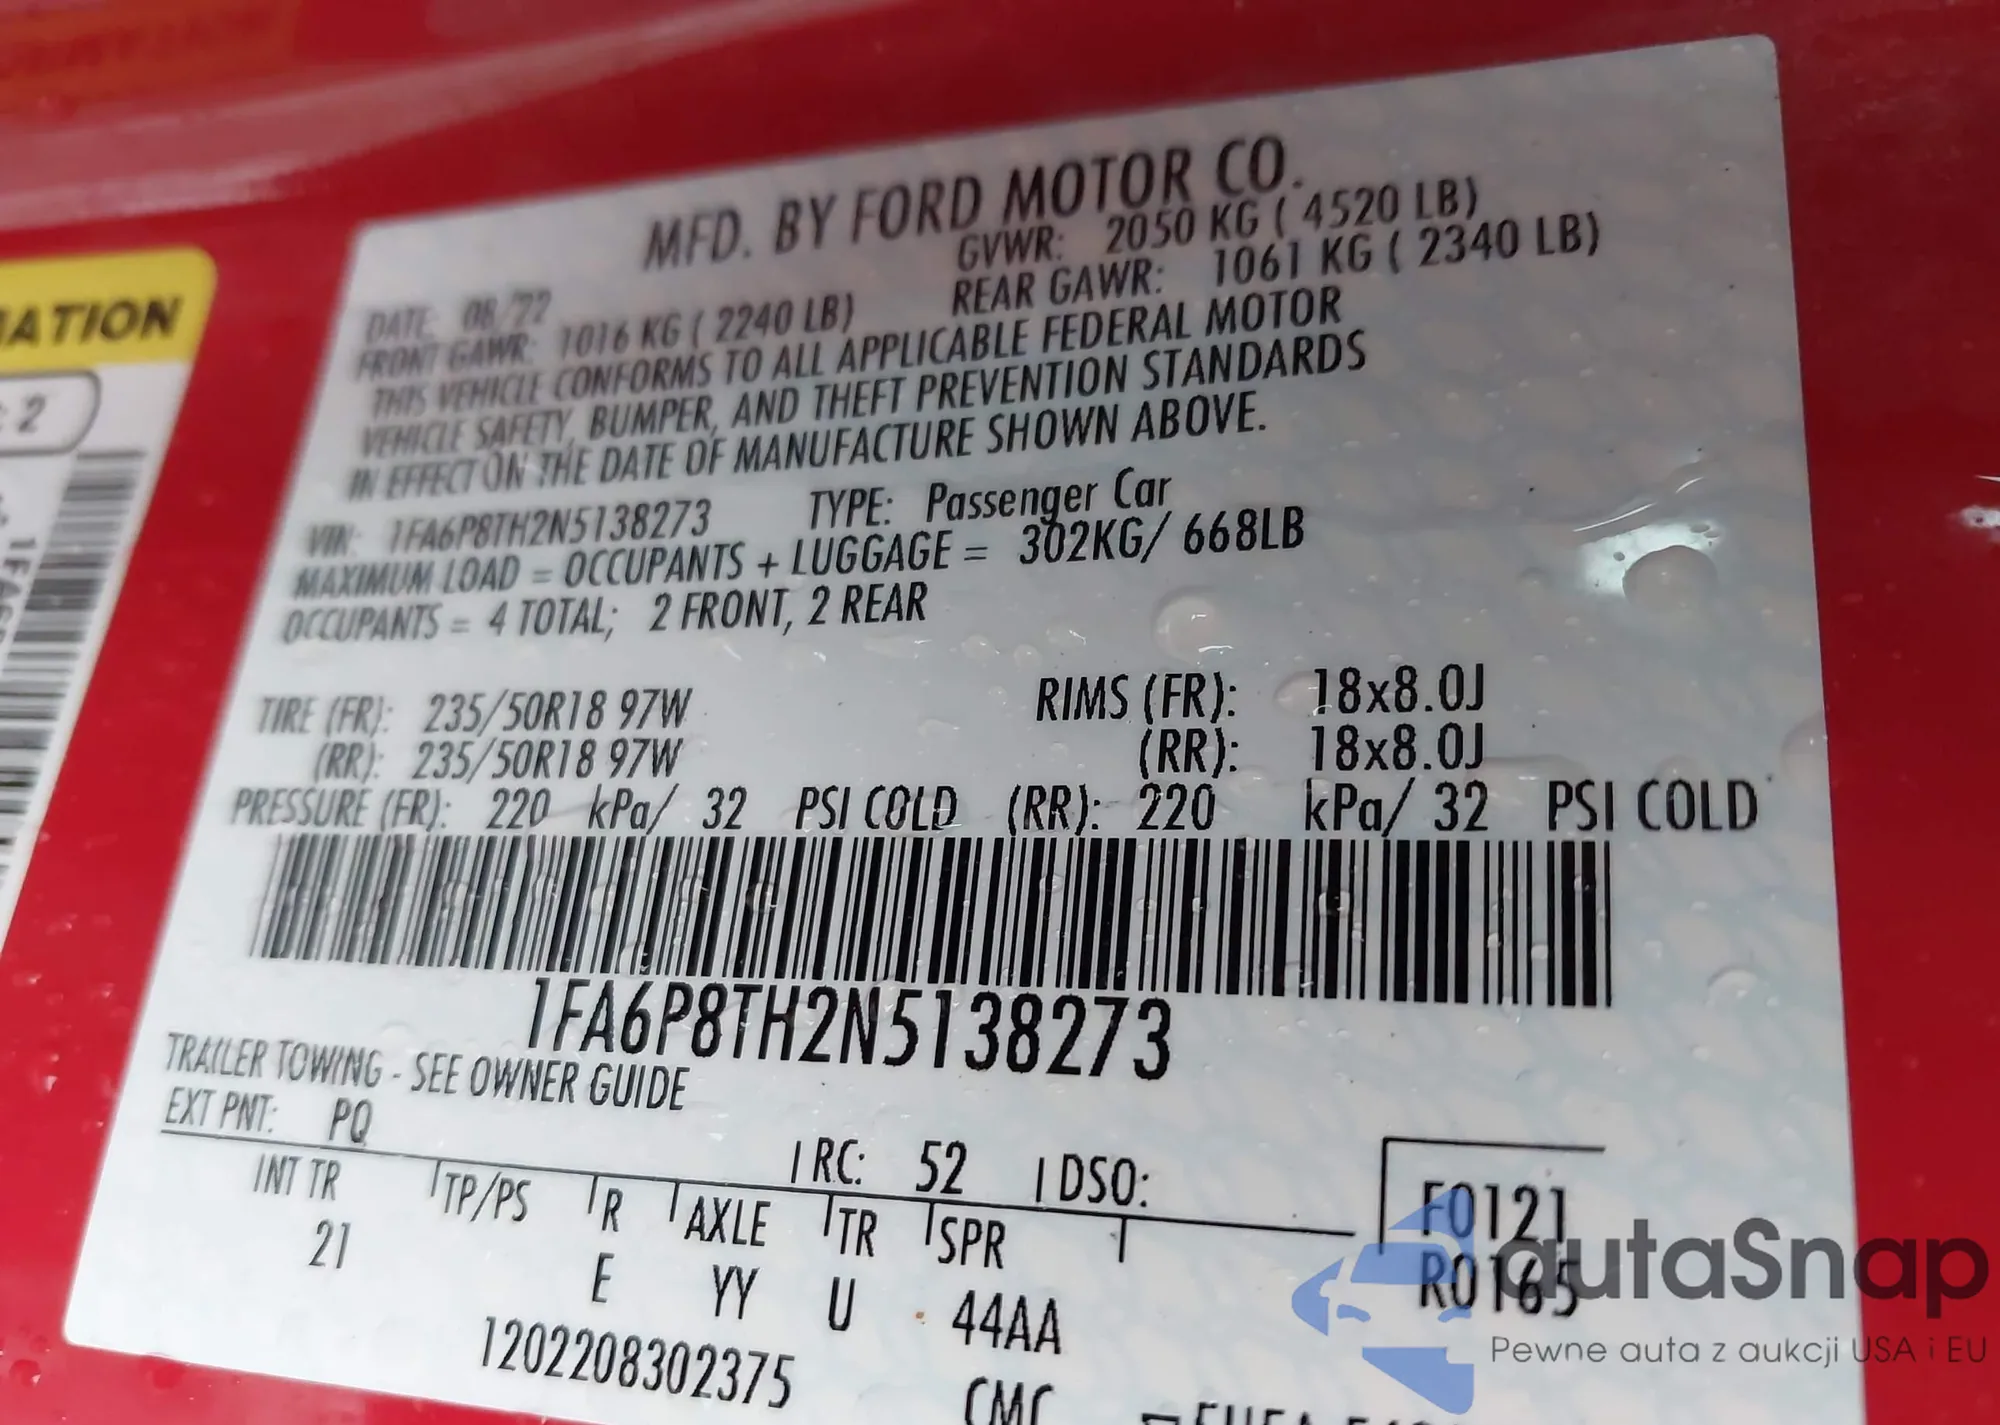 MFD. BY FORD MOTOR CO.
DATE: 08/22 GVWR: 2050 KG ( 4520 LB)
FRONT GAWR: 1016 KG ( 2240 LB) REAR GAWR: 1061 KG ( 2340 LB)
THIS VEHICLE CONFORMS TO ALL APPLICABLE FEDERAL MOTOR
VEHICLE SAFETY, BUMPER, AND THEFT PREVENTION STANDARDS
IN EFFECT ON THE DATE OF MANUFACTURE SHOWN ABOVE.
VIN: 1FA6P8TH2N5138273 TYPE: Passenger Car
MAXIMUM LOAD = OCCUPANTS + LUGGAGE = 302KG/ 668LB
OCCUPANTS = 4 TOTAL; 2 FRONT, 2 REAR
TIRE (FR): 235/50R18 97W RIMS (FR): 18x8.0J
(RR): 235/50R18 97W (RR): 18x8.0J
PRESSURE (FR): 220 kPa/ 32 PSI COLD (RR): 220 kPa/ 32 PSI COLD
1FA6P8TH2N5138273
TRAILER TOWING - SEE OWNER GUIDE
EXT PNT: PQ RC: 52 DSO:
INT TR TP/PS R AXLE TR SPR
21 E YY U 44AA
F0121
R0165
1202208302375
CMC
ATION
: 2
autaSnap
Pewne auta z aukcji USA i EU